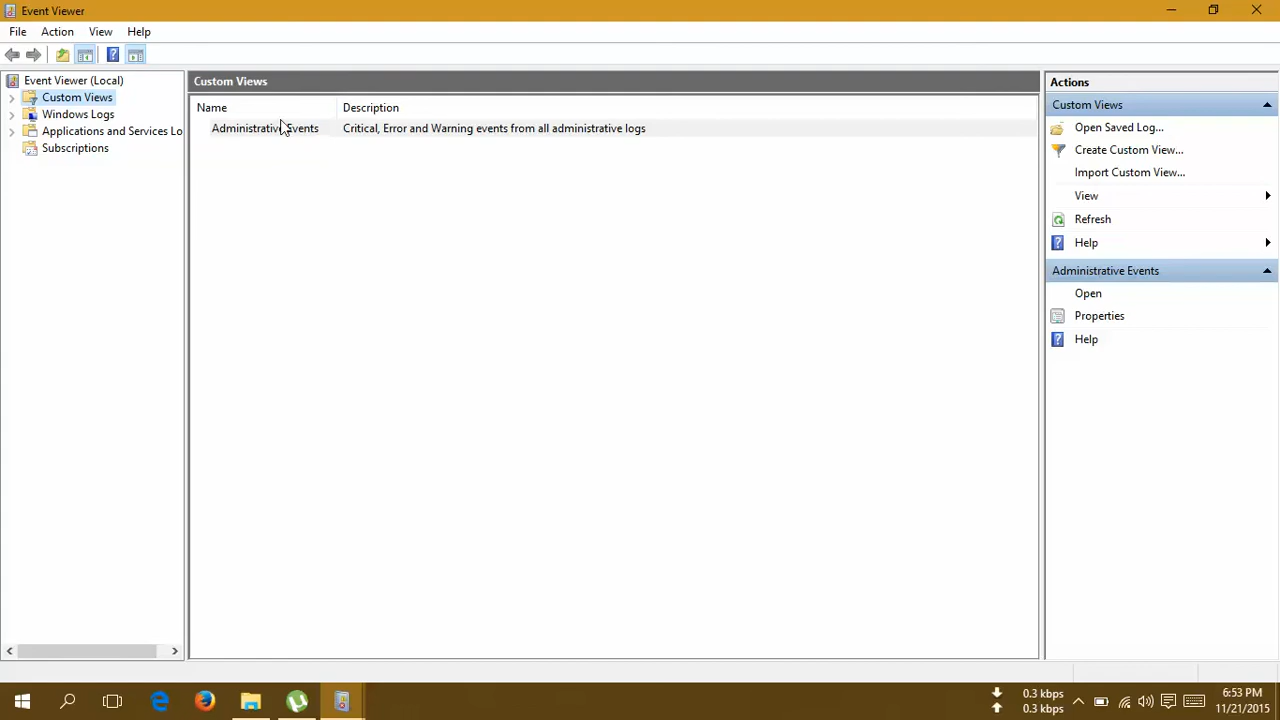 Event Viewer
File Action View Help
Event Viewer (Local)
Custom Views
Windows Logs
Applications and Services Lo
Subscriptions
Custom Views
Name Description
Administrative Events Critical, Error and Warning events from all administrative logs
Actions
Custom Views
Open Saved Log...
Create Custom View...
Import Custom View...
View
Refresh
Help
Administrative Events
Open
Properties
Help
0.3 kbps
0.3 kbps
6:53 PM
11/21/2015